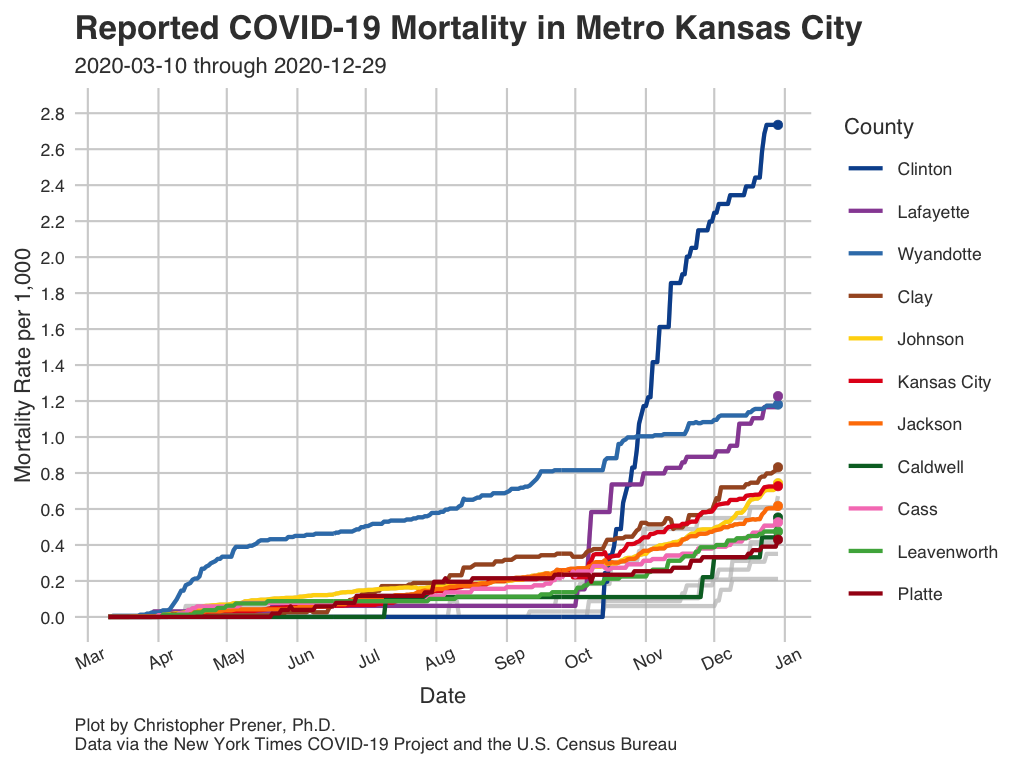 Reported COVID-19 Mortality in Metro Kansas City
2020-03-10 through 2020-12-29
Mortality Rate per 1,000
2.8
2.6
2.4
2.2
2.0
1.8
1.6
1.4
1.2
1.0
0.8
0.6
0.4
0.2
0.0
Mar Apr May Jun Jul Aug Sep Oct Nov Dec Jan
Date
County
Clinton
Lafayette
Wyandotte
Clay
Johnson
Kansas City
Jackson
Caldwell
Cass
Leavenworth
Platte
Plot by Christopher Prener, Ph.D.
Data via the New York Times COVID-19 Project and the U.S. Census Bureau